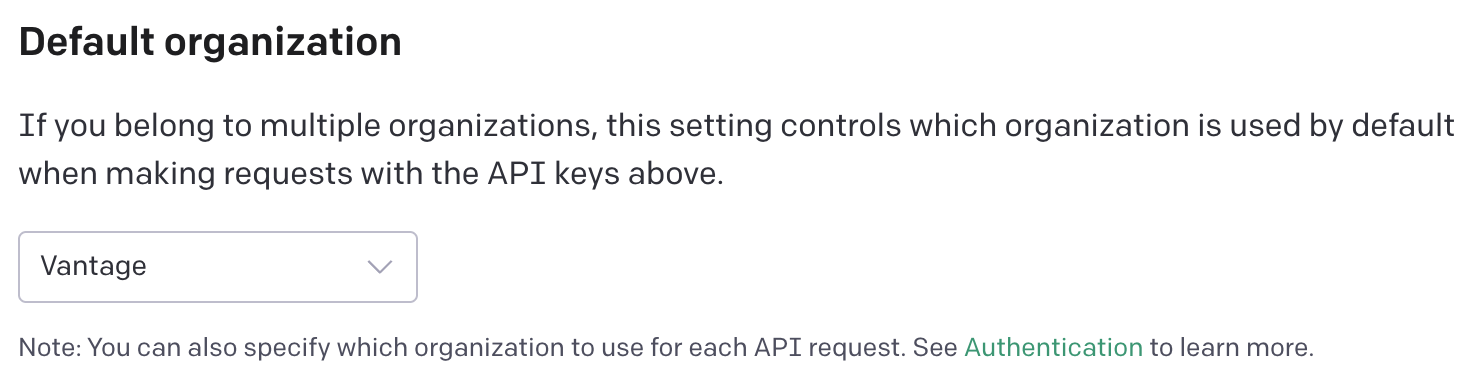 Default organization
If you belong to multiple organizations, this setting controls which organization is used by default
when making requests with the API keys above.
Vantage
Note: You can also specify which organization to use for each API request. See Authentication to learn more.